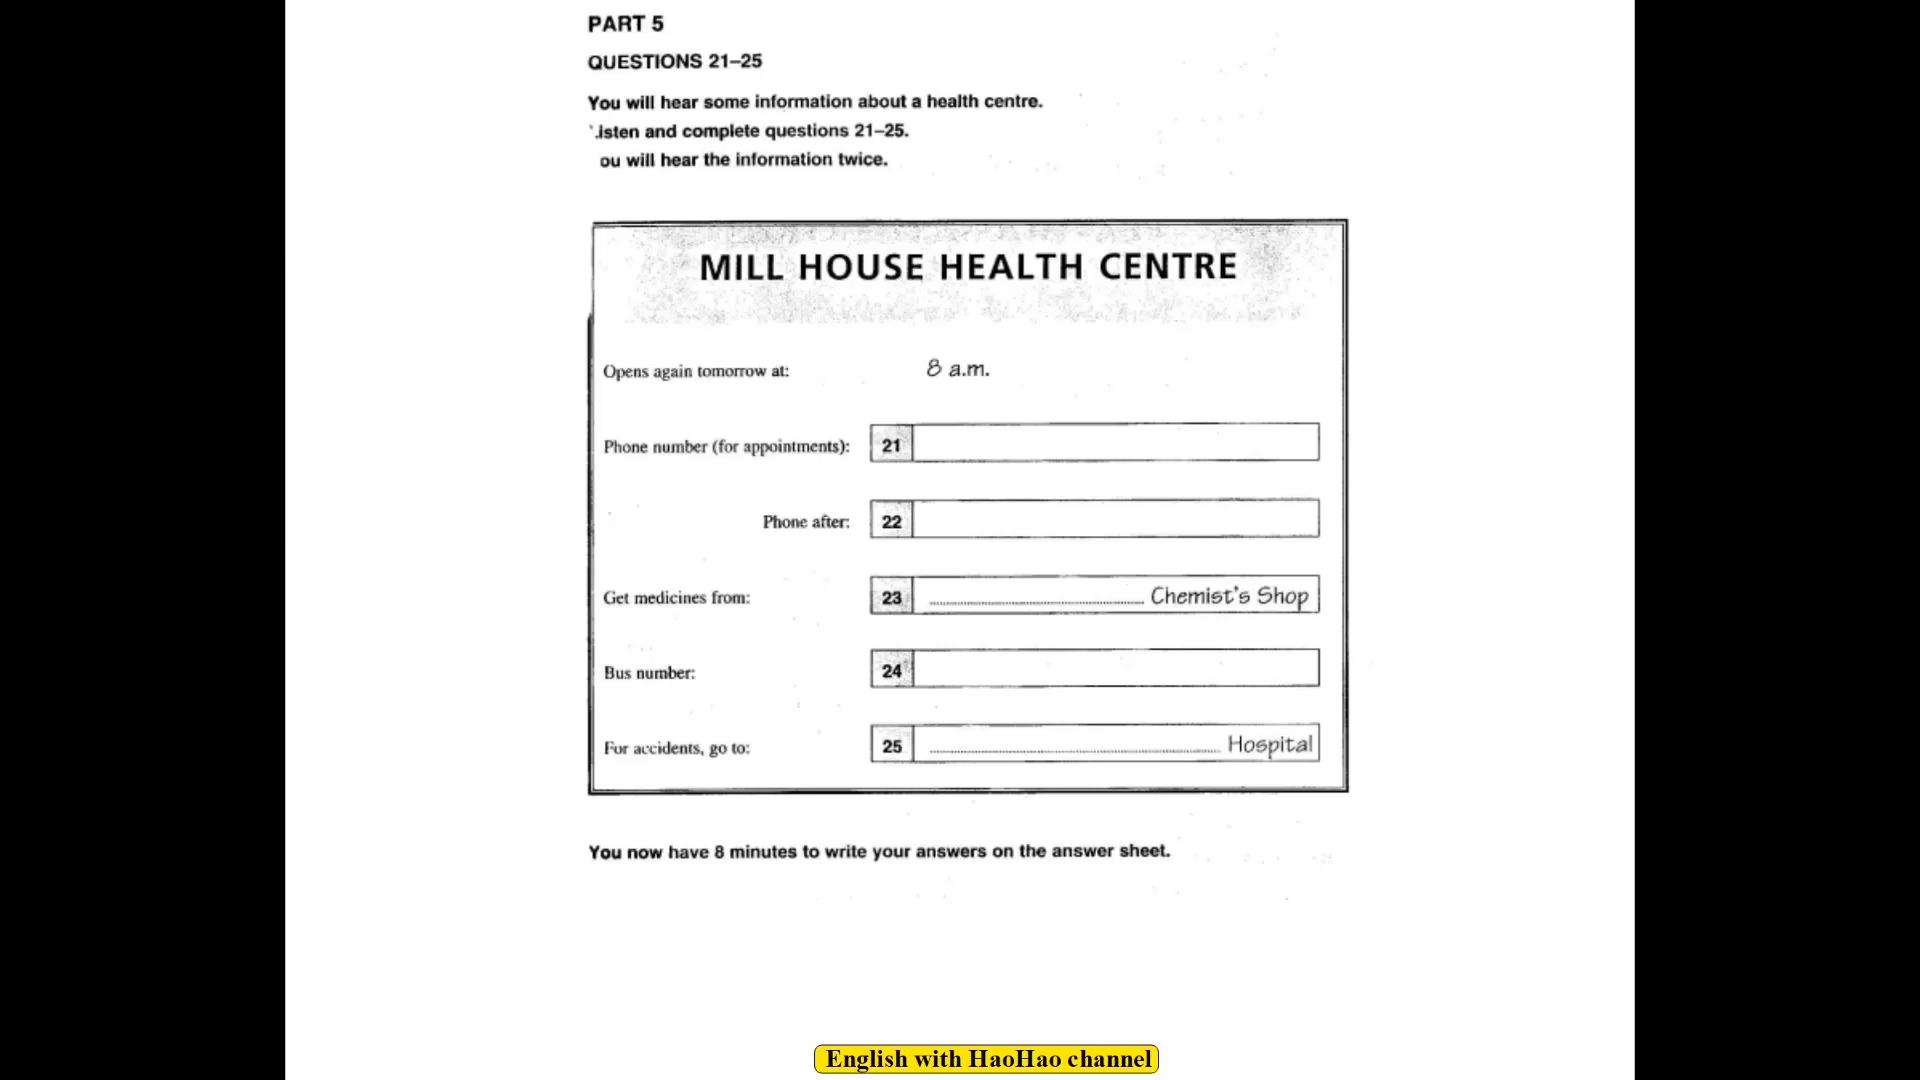 PART 5
QUESTIONS 21–25
You will hear some information about a health centre.
isten and complete questions 21–25.
ou will hear the information twice.
MILL HOUSE HEALTH CENTRE
Opens again tomorrow at: 8 a.m.
Phone number (for appointments): 21
Phone after: 22
Get medicines from: 23 ........................ Chemist's Shop
Bus number: 24
For accidents, go to: 25 ........................ Hospital
You now have 8 minutes to write your answers on the answer sheet.
English with HaoHao channel